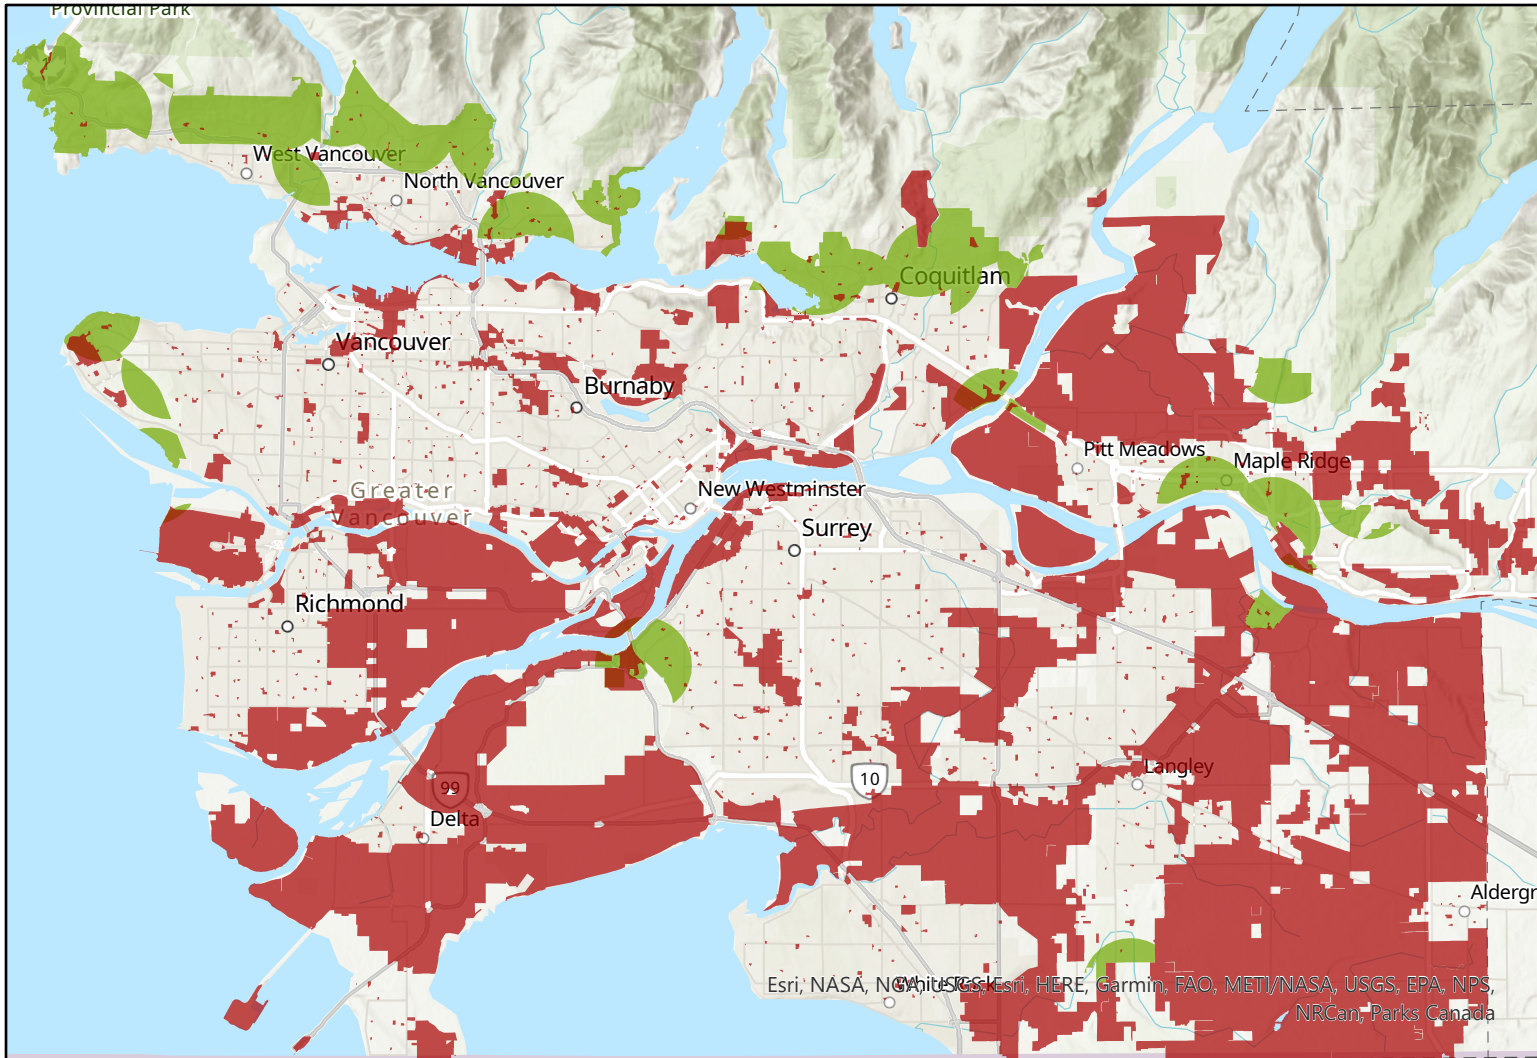 Provincial Park
West Vancouver
North Vancouver
Coquitlam
Vancouver
Burnaby
Pitt Meadows
Maple Ridge
Greater
Vancouver
New Westminster
Surrey
Richmond
10
Langley
99
Delta
Aldergr
White Rock
Esri, NASA, NGA, USGS, Esri, HERE, Garmin, FAO, METI/NASA, USGS, EPA, NPS,
NRCan, Parks Canada